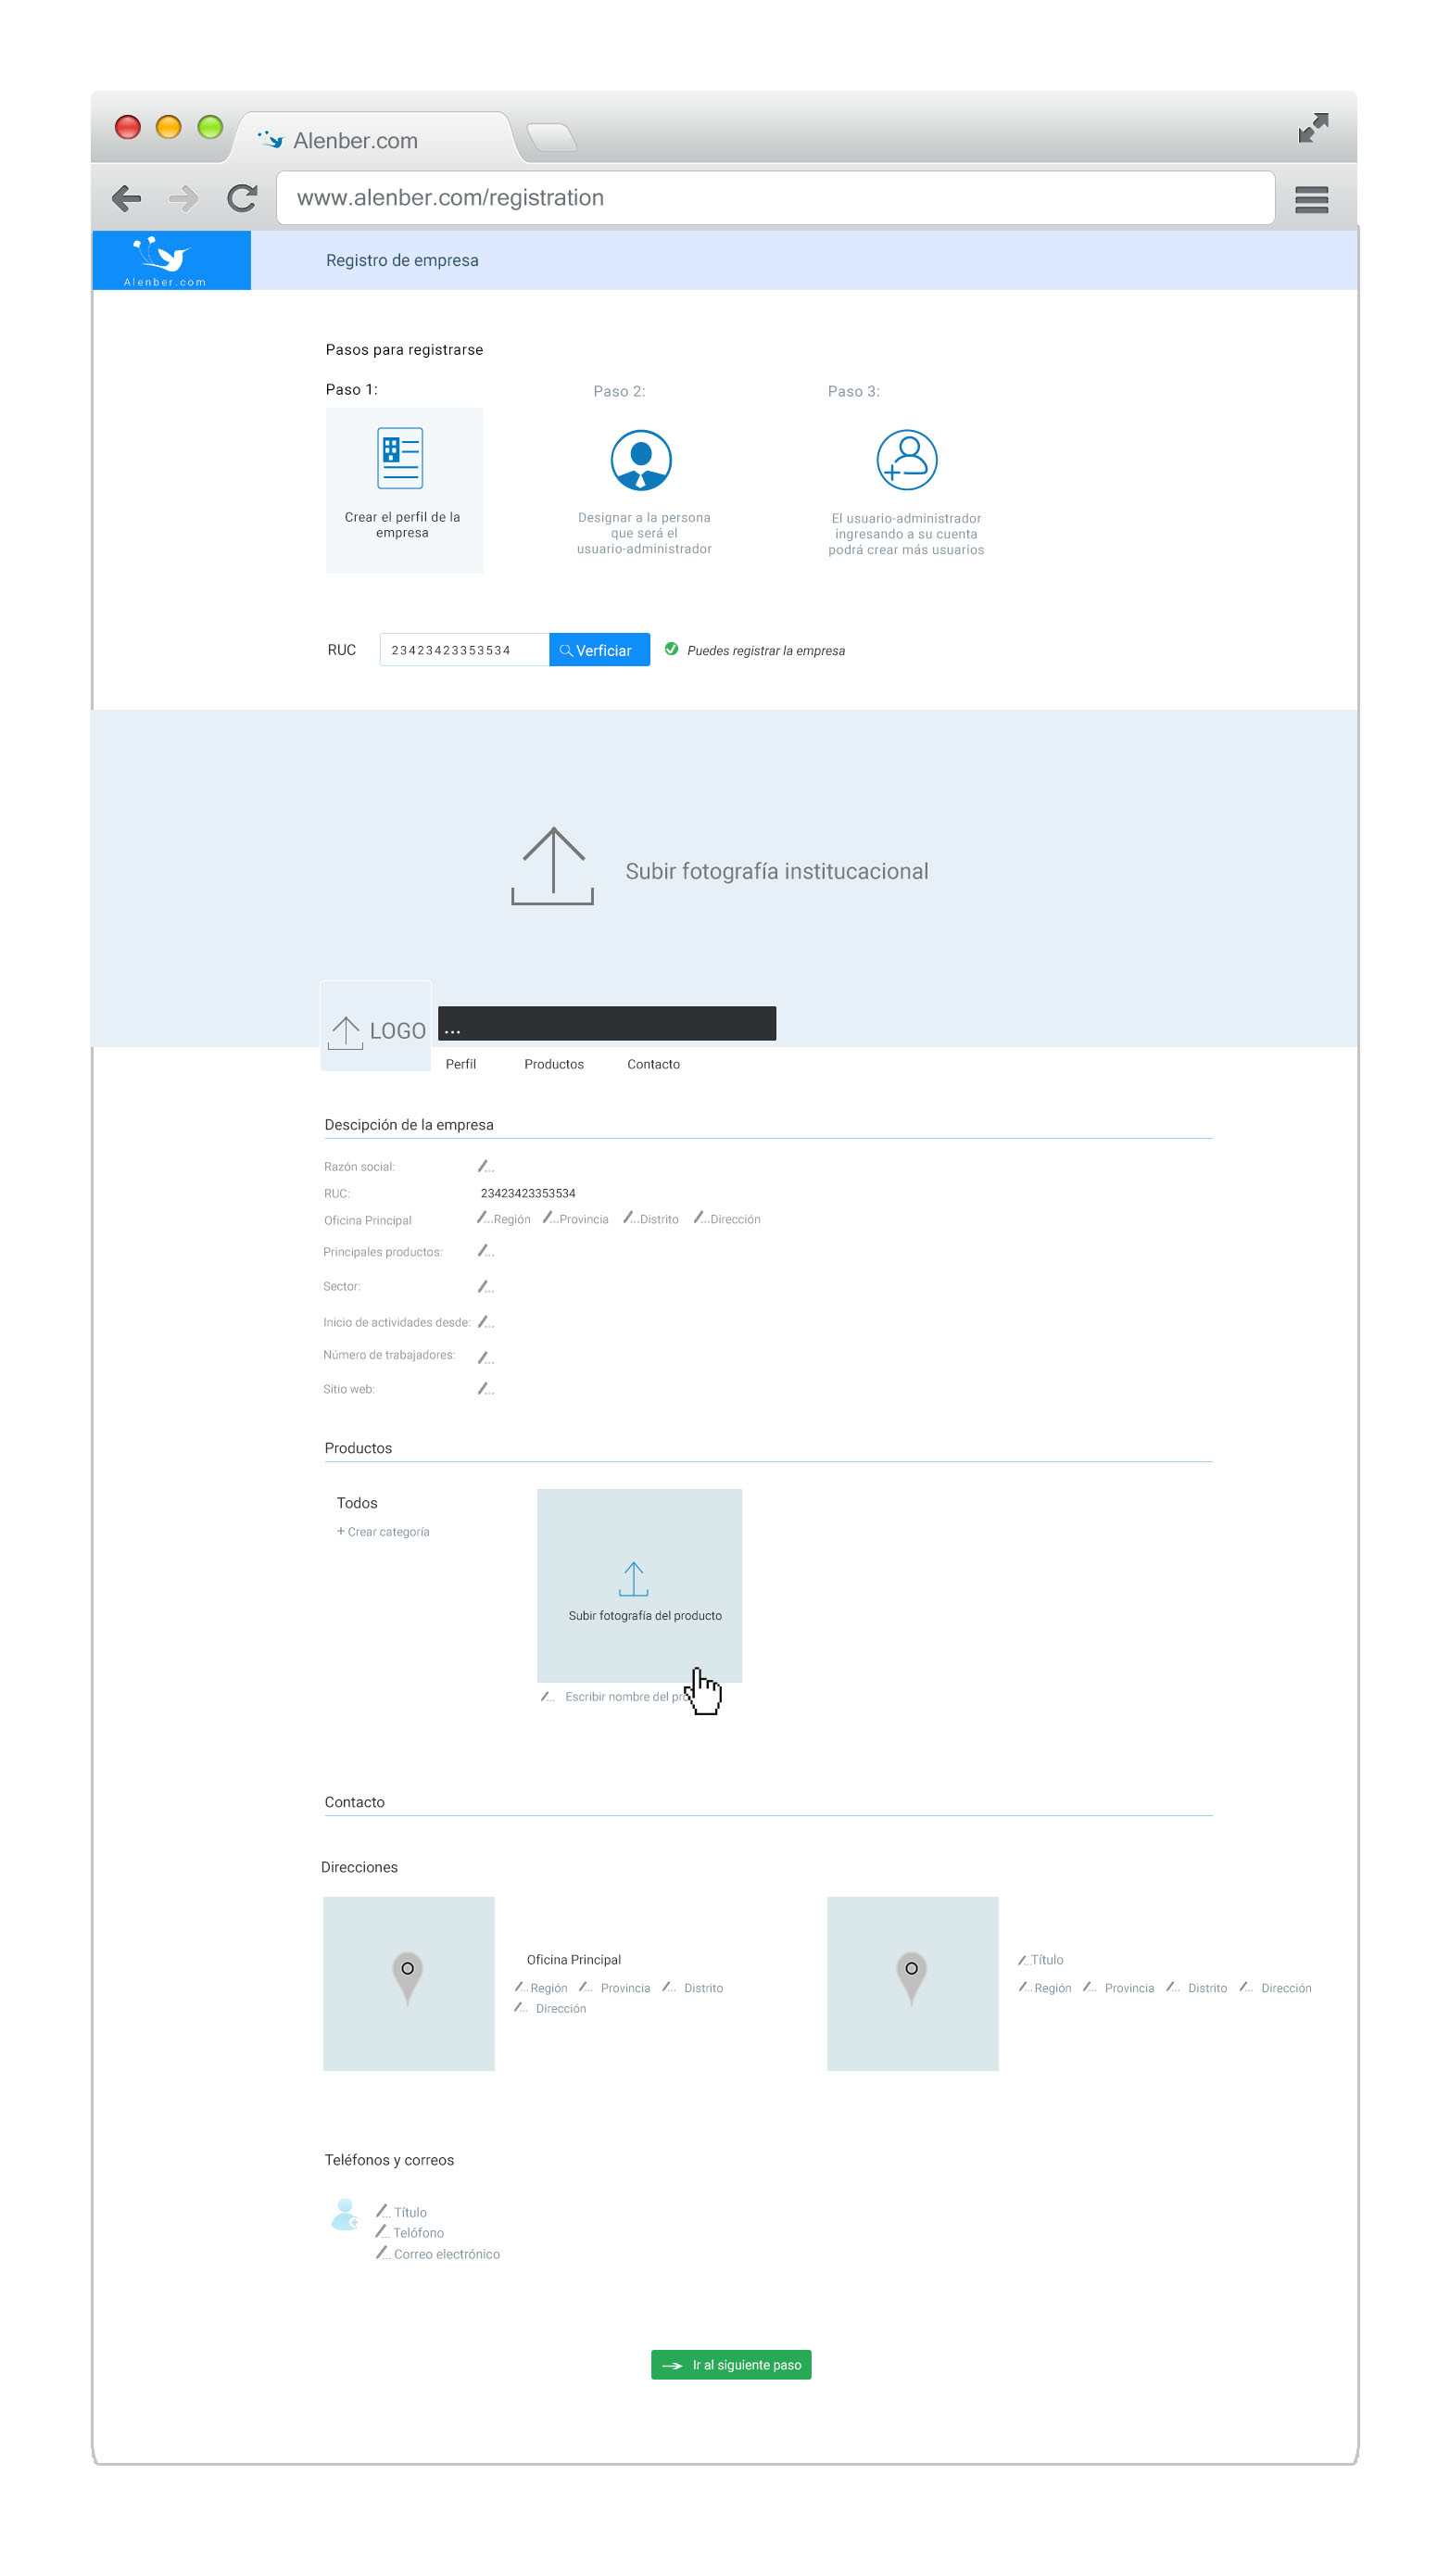 Alenber.com
www.alenber.com/registration
Alenber.com
Registro de empresa
Pasos para registrarse
Paso 1:
Paso 2:
Paso 3:
Crear el perfil de la
empresa
Designar a la persona
que será el
usuario-administrador
El usuario-administrador
ingresando a su cuenta
podrá crear más usuarios
RUC 23423423353534 Verficiar Puedes registrar la empresa
Subir fotografía institucacional
LOGO
...
Perfil Productos Contacto
Descipción de la empresa
Razón social: ...
RUC: 23423423353534
Oficina Principal ...Región ...Provincia ...Distrito ...Dirección
Principales productos: ...
Sector: ...
Inicio de actividades desde: ...
Número de trabajadores: ...
Sitio web: ...
Productos
Todos
+ Crear categoría
Subir fotografía del producto
... Escribir nombre del
Contacto
Direcciones
Oficina Principal
...Región ... Provincia ... Distrito
... Dirección
...Título
...Región ... Provincia ... Distrito ... Dirección
Teléfonos y correos
... Título
... Telófono
... Correo electrónico
Ir al siguiente paso